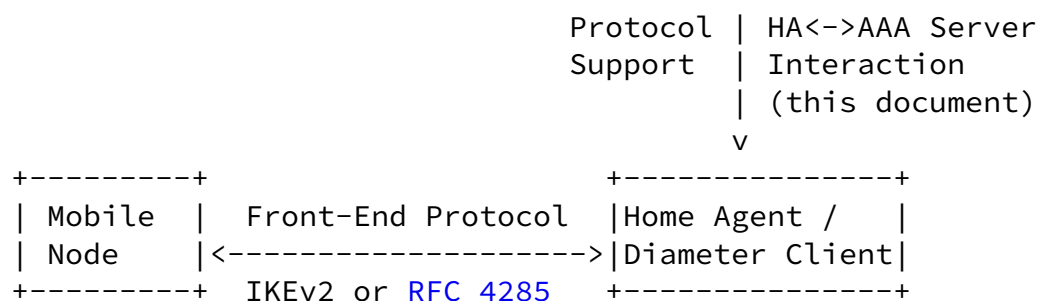 Protocol | HA<->AAA Server
                               Support  | Interaction
                                        | (this document)
                                        v
+---------+                      +---------------+
| Mobile  |  Front-End Protocol  |Home Agent /   |
| Node    |<-------------------->|Diameter Client|
+---------+  IKEv2 or RFC 4285   +---------------+